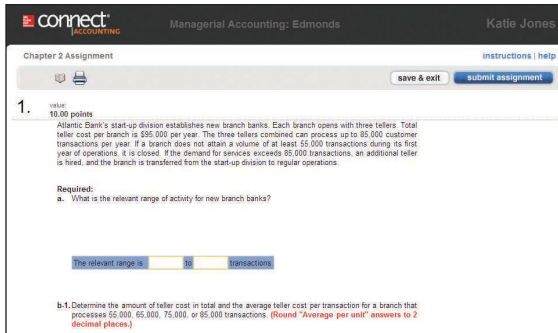 connect
ACCOUNTING
Managerial Accounting: Edmonds
Katie Jones
Chapter 2 Assignment
instructions | help
save & exit
submit assignment
1.
value:
10.00 points
Atlantic Bank's start-up division establishes new branch banks. Each branch opens with three tellers. Total
teller cost per branch is $95,000 per year. The three tellers combined can process up to 85,000 customer
transactions per year. If a branch does not attain a volume of at least 55,000 transactions during its first
year of operations, it is closed. If the demand for services exceeds 85,000 transactions, an additional teller
is hired, and the branch is transferred from the start-up division to regular operations.
Required:
a. What is the relevant range of activity for new branch banks?
The relevant range is to transactions
b-1. Determine the amount of teller cost in total and the average teller cost per transaction for a branch that
processes 55,000, 65,000, 75,000, or 85,000 transactions. (Round "Average per unit" answers to 2
decimal places.)